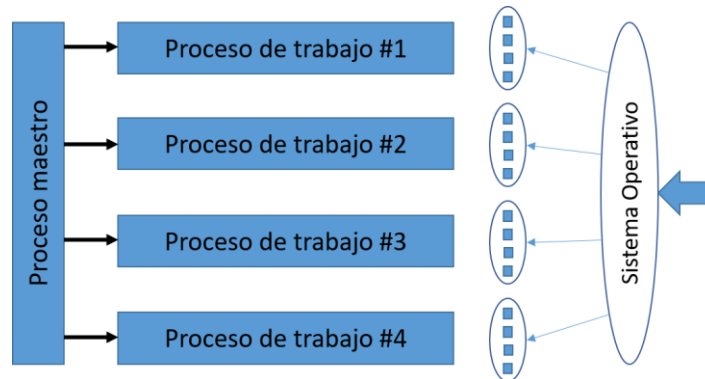 Proceso maestro
Proceso de trabajo #1
Proceso de trabajo #2
Proceso de trabajo #3
Proceso de trabajo #4
Sistema Operativo